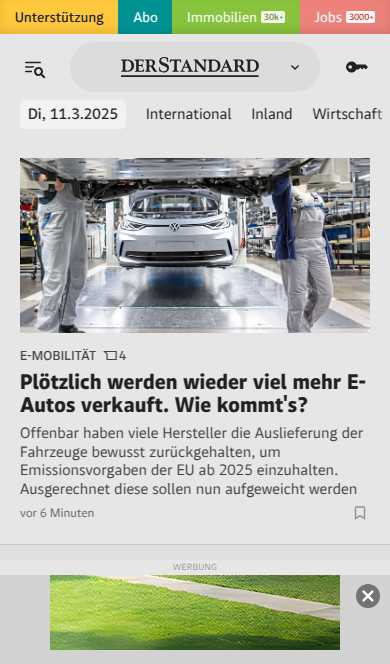 Unterstützung Abo Immobilien 30k+ Jobs 3000+
DERSTANDARD
Di, 11.3.2025 International Inland Wirtschaft
E-MOBILITÄT 4
Plötzlich werden wieder viel mehr E-
Autos verkauft. Wie kommt's?
Offenbar haben viele Hersteller die Auslieferung der
Fahrzeuge bewusst zurückgehalten, um
Emissionsvorgaben der EU ab 2025 einzuhalten.
Ausgerechnet diese sollen nun aufgeweicht werden
vor 6 Minuten
WERBUNG